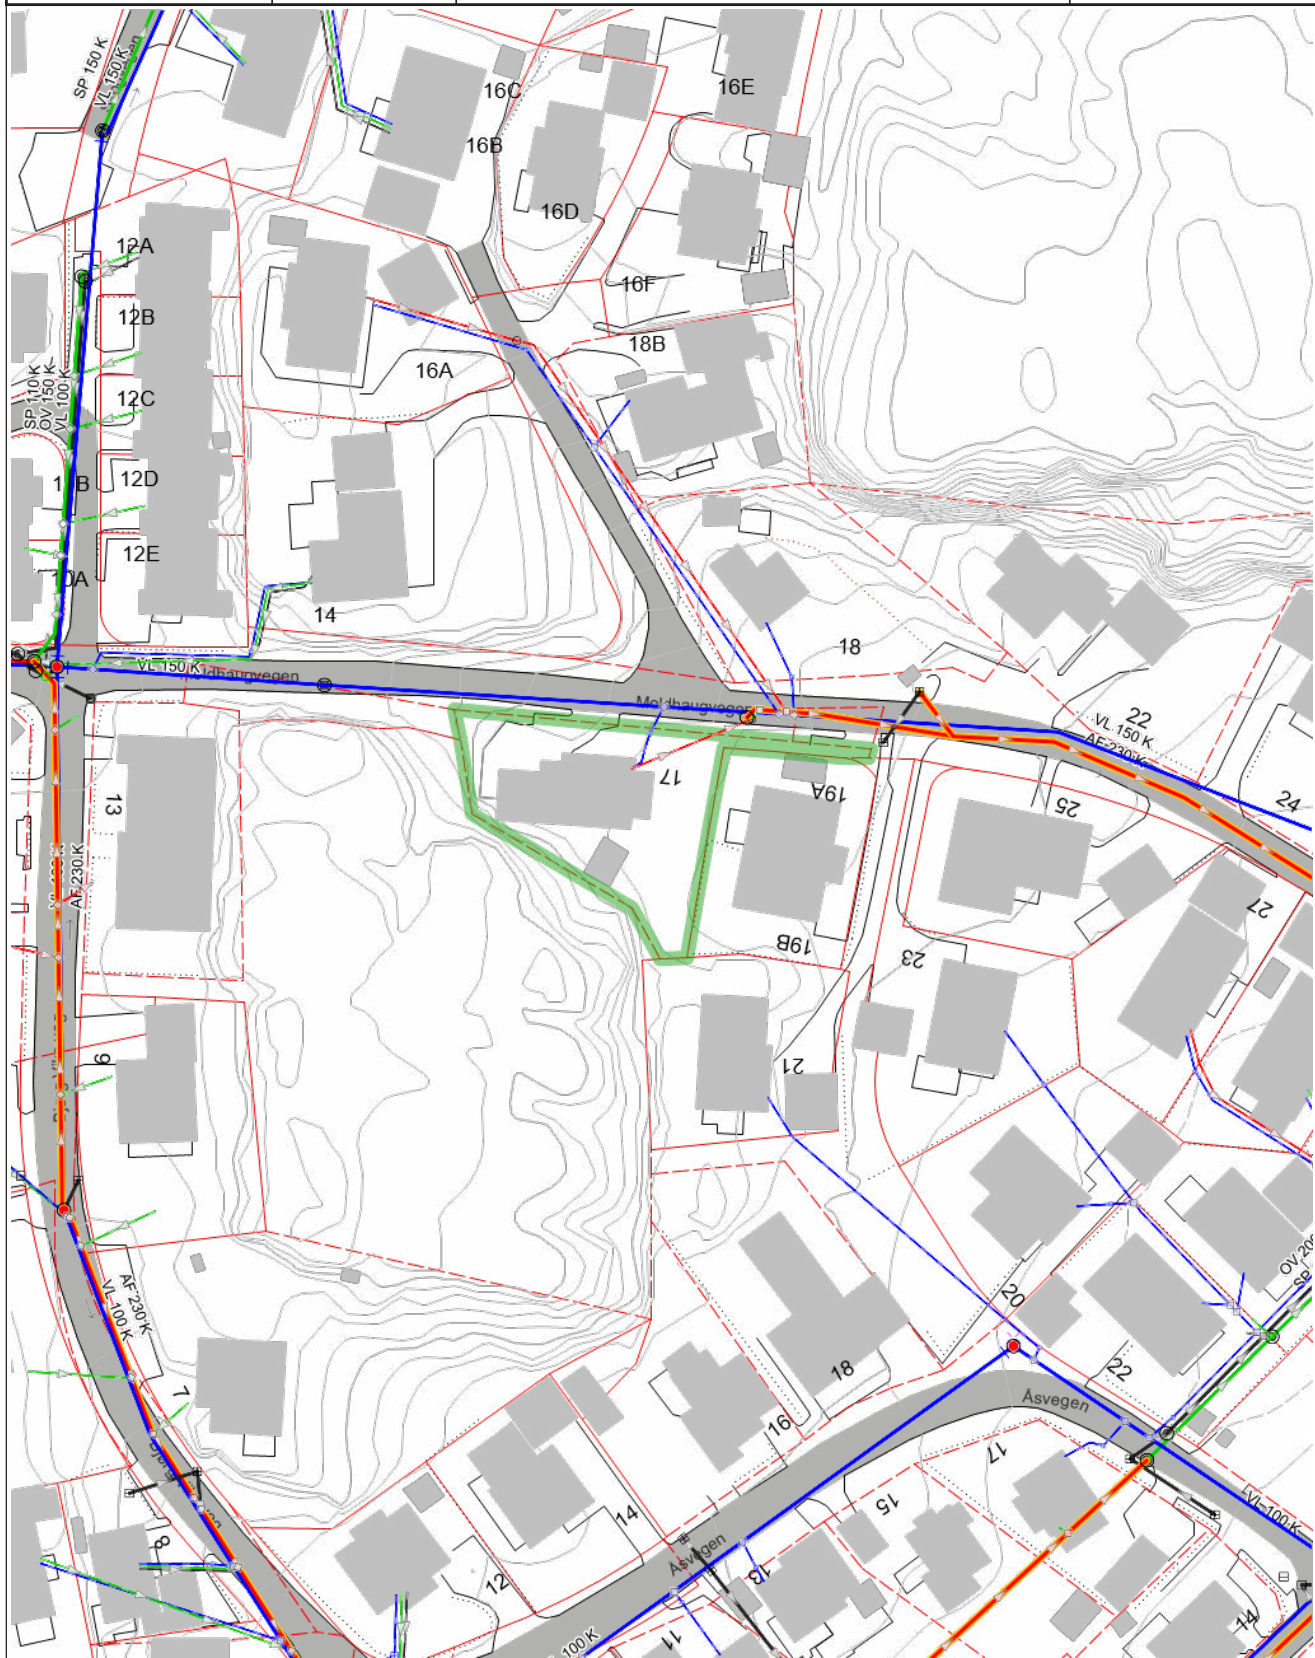 SP 150 K
VL 150 K
16C
16E
16B
16D
12A
16F
12B
18B
16A
12C
SP 110 K
OV 150 K
VL 100 K
12D
12E
10A
14
18
VL 150 K
Moldhaugvegen
22
VL 150 K
AF 230 K
17
19A
13
25
24
AF 230 K
27
19B
23
9
21
AF 230 K
VL 100 K
20
OV 200
SP
7
18
22
Åsvegen
16
17
15
14
VL 100 K
8
Åsvegen
13
12
11
14
100 K